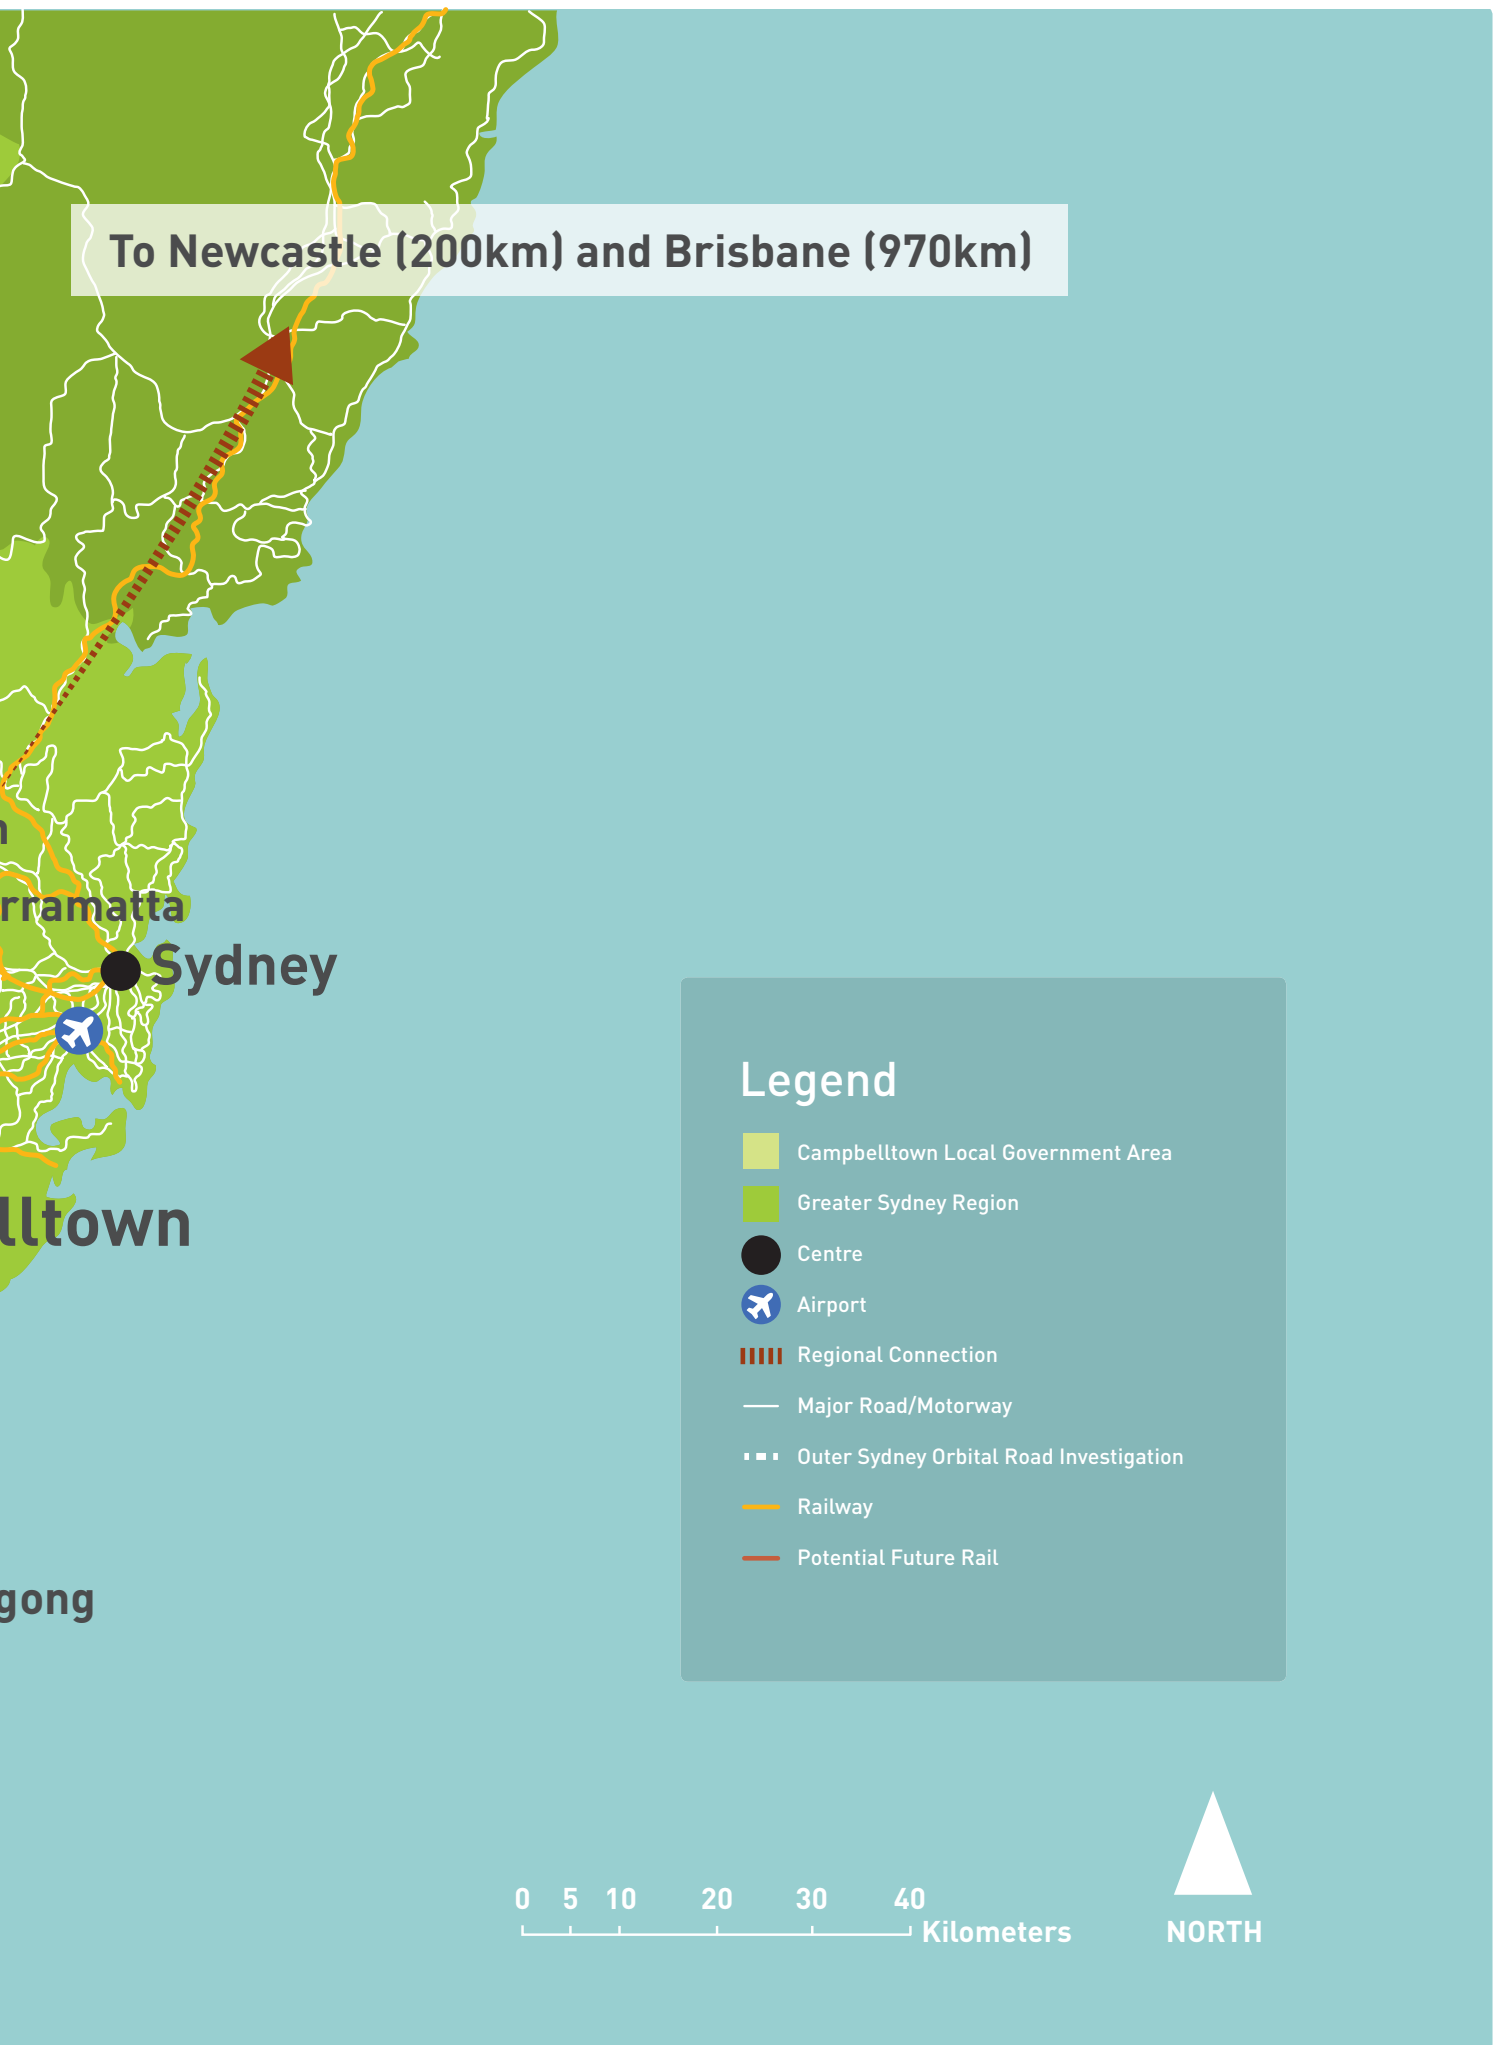 To Newcastle (200km) and Brisbane (970km)
n
rramatta
Sydney
lltown
gong
Legend
Campbelltown Local Government Area
Greater Sydney Region
Centre
Airport
Regional Connection
Major Road/Motorway
Outer Sydney Orbital Road Investigation
Railway
Potential Future Rail
0 5 10 20 30 40
Kilometers
NORTH